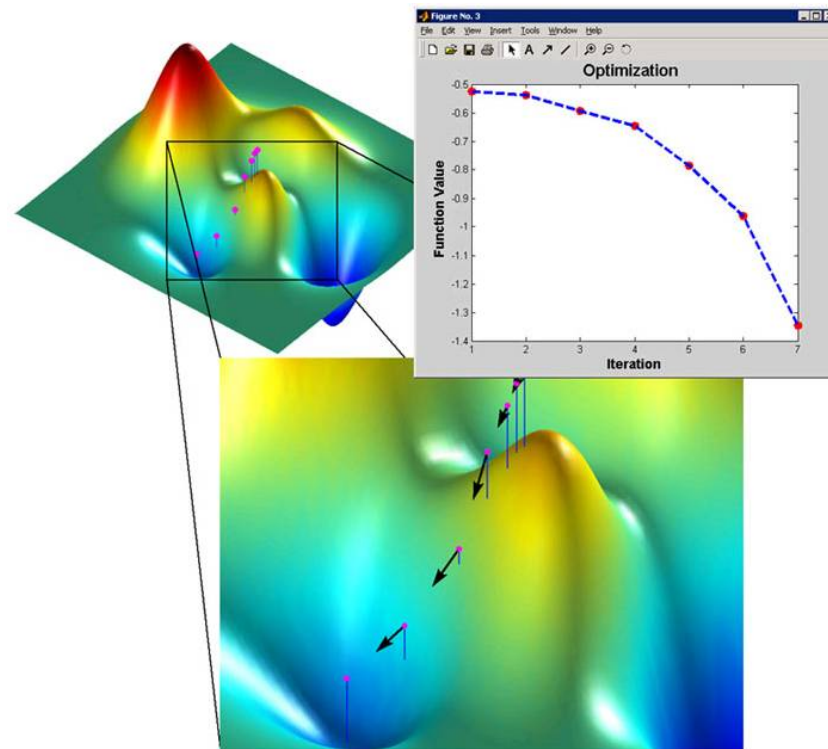 Figure No. 3
File Edit View Insert Tools Window Help
A
Optimization
Function Value
-0.5
-0.6
-0.7
-0.8
-0.9
-1
-1.1
-1.2
-1.3
-1.4
1 2 3 4 5 6 7
Iteration